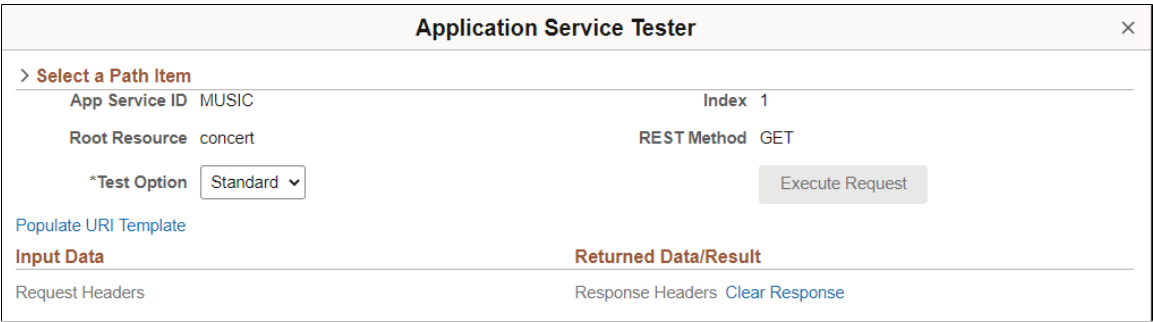 Application Service Tester
Select a Path Item
App Service ID MUSIC Index 1
Root Resource concert REST Method GET
*Test Option Standard Execute Request
Populate URI Template
Input Data Returned Data/Result
Request Headers Response Headers Clear Response